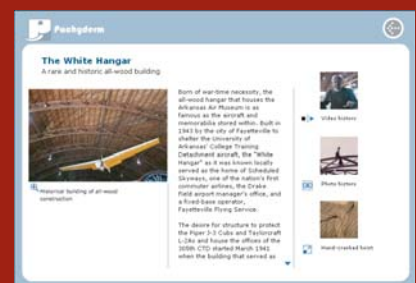 Pachyderm
The White Hangar
A rare and historic all-wood building
Born of war-time necessity, the
all-wood hangar that houses the
Arkansas Air Museum is as
famous as the aircraft and
memorabilia stored within. Built in
1943 by the city of Fayetteville to
shelter the University of
Arkansas' College Training
Detachment aircraft, the "White
Hangar" as it was known locally
served as the home of Scheduled
Skyways, one of the nation's first
commuter airlines, the Drake
Field airport manager's office, and
a fixed-base operator,
Fayetteville Flying Service.
The desire for structure to protect
the Piper J-3 Cubs and Taylorcraft
L-2As and house the offices of the
305th CTD started March 1941
when the building that served as
Historical building of all-wood
construction
Video history
Photo history
Hand-cranked hoist